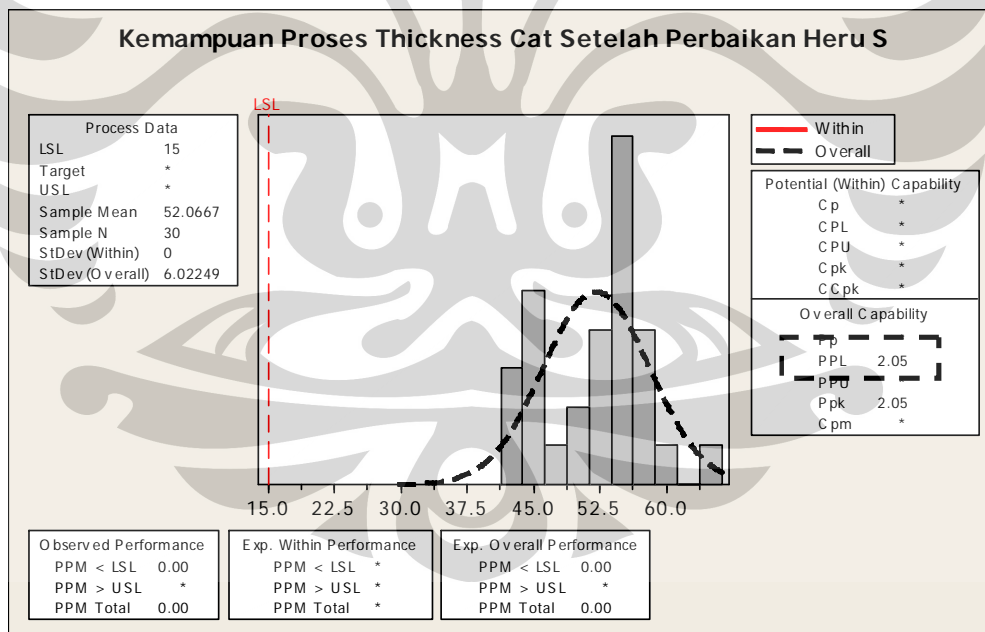 Kemampuan Proses Thickness Cat Setelah Perbaikan Heru S
LSL
Process Data
LSL 15
Target *
USL *
Sample Mean 52.0667
Sample N 30
StDev(Within) 0
StDev(Overall) 6.02249
Within
Overall
Potential (Within) Capability
Cp *
CPL *
CPU *
Cpk *
CCpk *
Overall Capability
Pp
PPL 2.05
PPU
Ppk 2.05
Cpm *
15.0 22.5 30.0 37.5 45.0 52.5 60.0
Observed Performance
PPM < LSL 0.00
PPM > USL *
PPM Total 0.00
Exp. Within Performance
PPM < LSL *
PPM > USL *
PPM Total *
Exp. Overall Performance
PPM < LSL 0.00
PPM > USL *
PPM Total 0.00